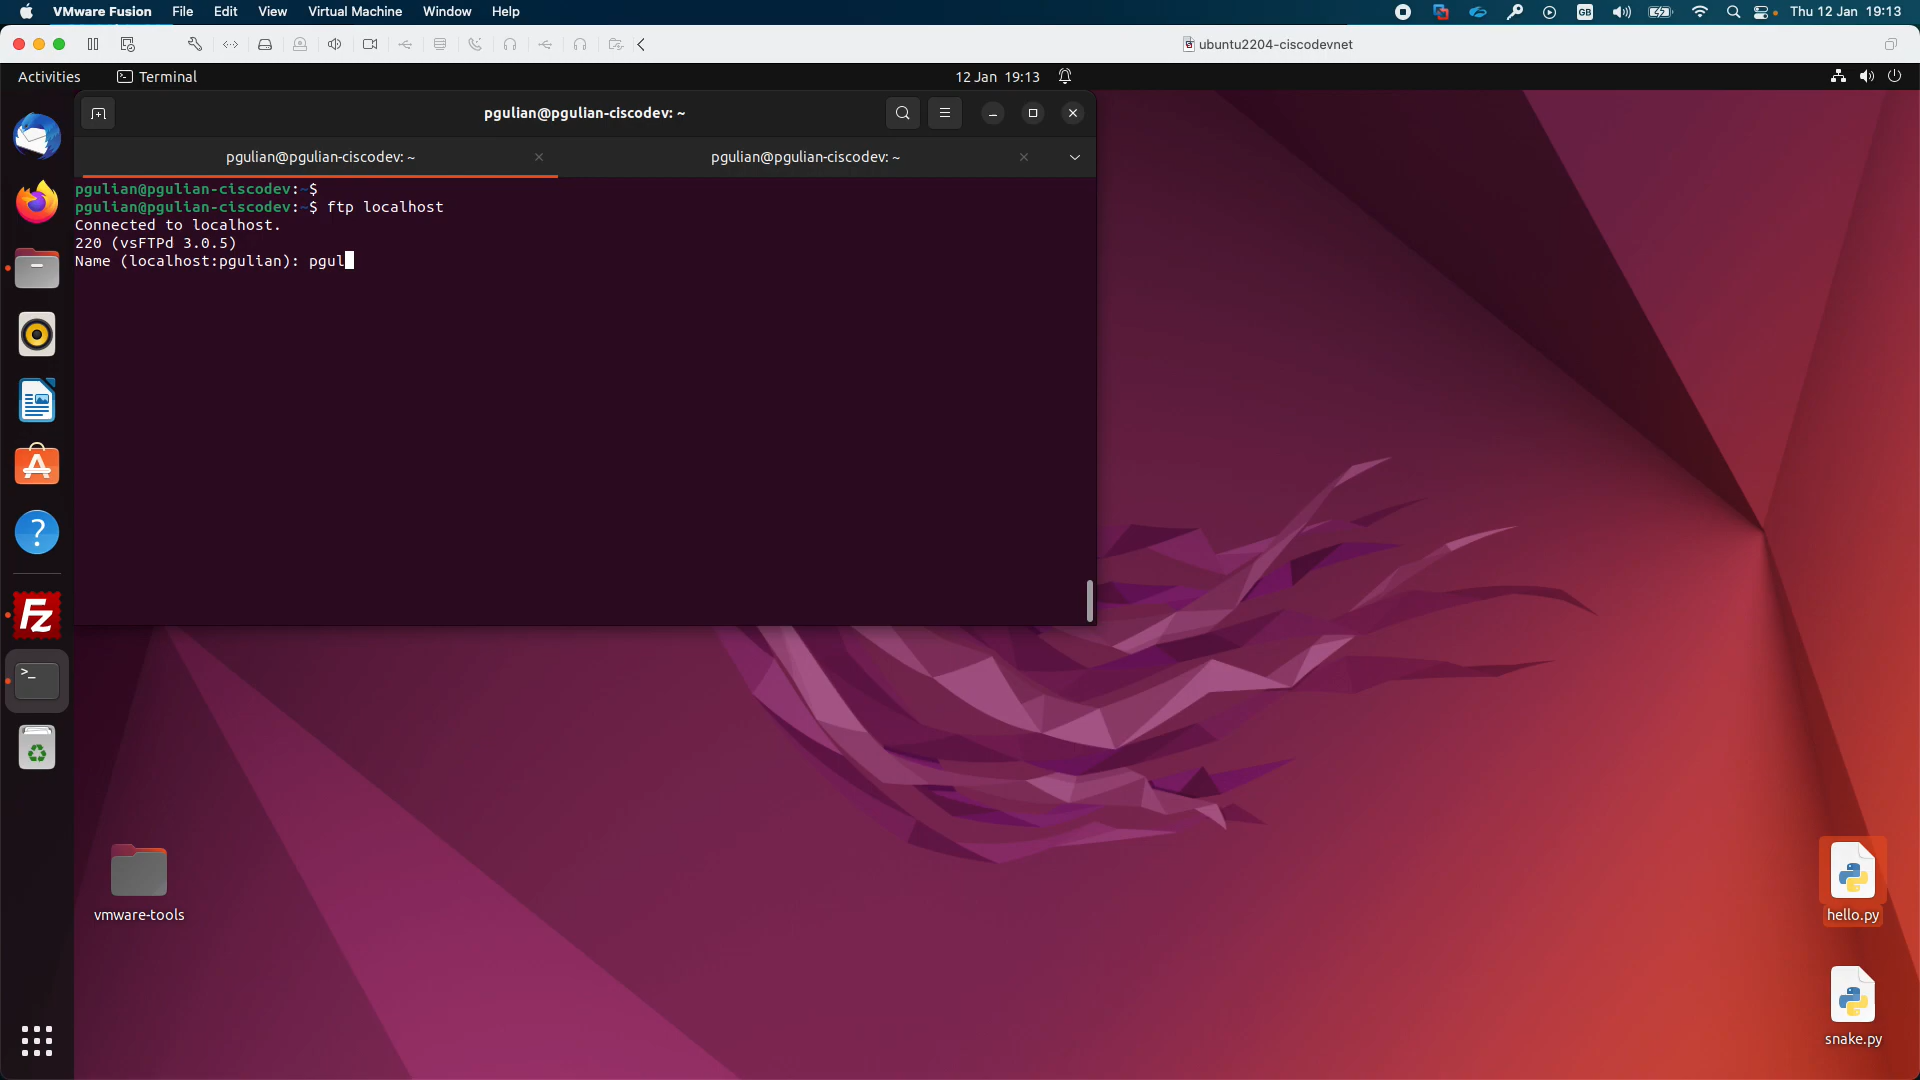 VMware Fusion File Edit View Virtual Machine Window Help GB Thu 12 Jan 19:13
ubuntu2204-ciscodevnet
Activities Terminal 12 Jan 19:13
pgulian@pgulian-ciscodev: ~
pgulian@pgulian-ciscodev: ~ pgulian@pgulian-ciscodev: ~
pgulian@pgulian-ciscodev:~$
pgulian@pgulian-ciscodev:~$ ftp localhost
Connected to localhost.
220 (vsFTPd 3.0.5)
Name (localhost:pgulian): pgul
Fz
vmware-tools
hello.py
snake.py